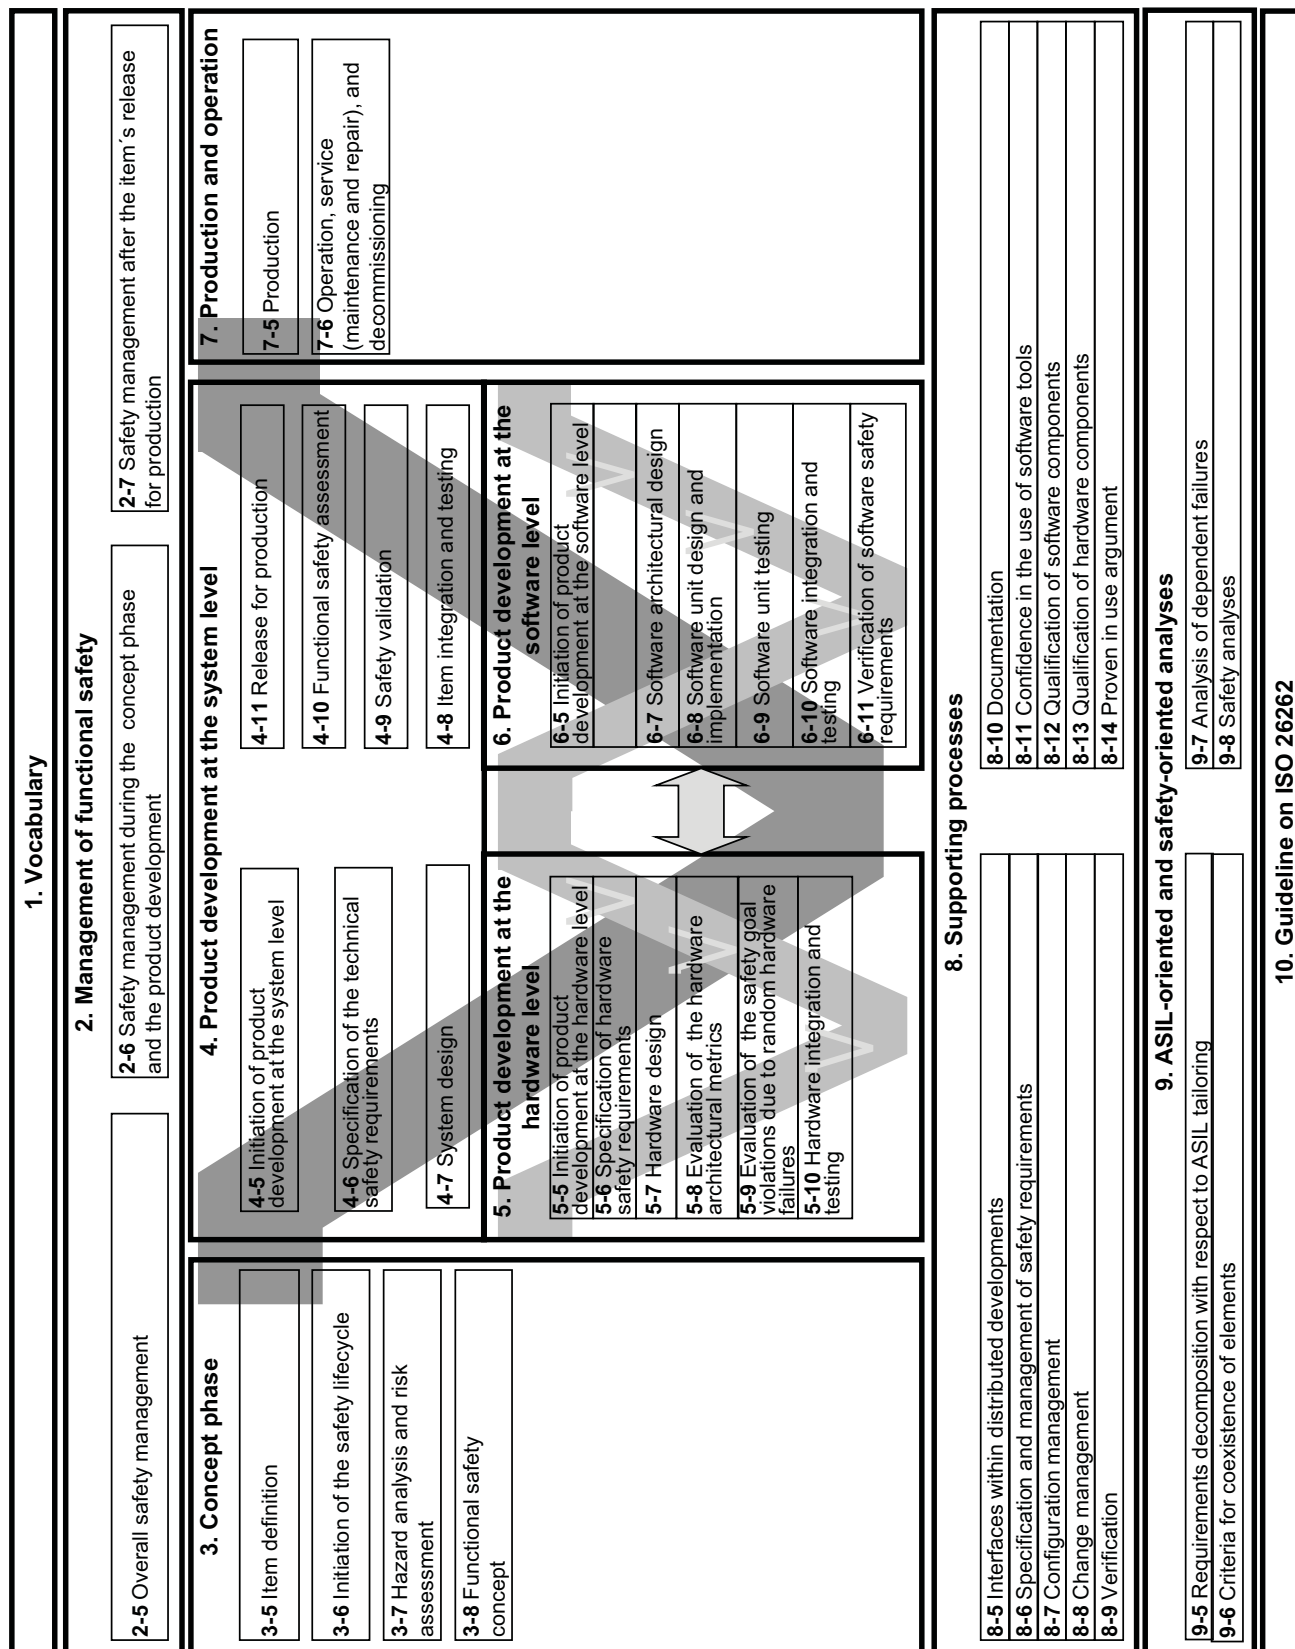 1. Vocabulary
2. Management of functional safety
2-5 Overall safety management
2-6 Safety management during the concept phase
and the product development
2-7 Safety management after the item´s release
for production
3. Concept phase
3-5 Item definition
3-6 Initiation of the safety lifecycle
3-7 Hazard analysis and risk
assessment
3-8 Functional safety
concept
4. Product development at the system level
4-5 Initiation of product
development at the system level
4-6 Specification of the technical
safety requirements
4-7 System design
4-11 Release for production
4-10 Functional safety assessment
4-9 Safety validation
4-8 Item integration and testing
5. Product development at the
hardware level
5-5 Initiation of product
development at the hardware level
5-6 Specification of hardware
safety requirements
5-7 Hardware design
5-8 Evaluation of the hardware
architectural metrics
5-9 Evaluation of the safety goal
violations due to random hardware
failures
5-10 Hardware integration and
testing
6. Product development at the
software level
6-5 Initiation of product
development at the software level
6-7 Software architectural design
6-8 Software unit design and
implementation
6-9 Software unit testing
6-10 Software integration and
testing
6-11 Verification of software safety
requirements
7. Production and operation
7-5 Production
7-6 Operation, service
(maintenance and repair), and
decommissioning
8. Supporting processes
8-5 Interfaces within distributed developments
8-6 Specification and management of safety requirements
8-7 Configuration management
8-8 Change management
8-9 Verification
8-10 Documentation
8-11 Confidence in the use of software tools
8-12 Qualification of software components
8-13 Qualification of hardware components
8-14 Proven in use argument
9. ASIL-oriented and safety-oriented analyses
9-5 Requirements decomposition with respect to ASIL tailoring
9-6 Criteria for coexistence of elements
9-7 Analysis of dependent failures
9-8 Safety analyses
10. Guideline on ISO 26262